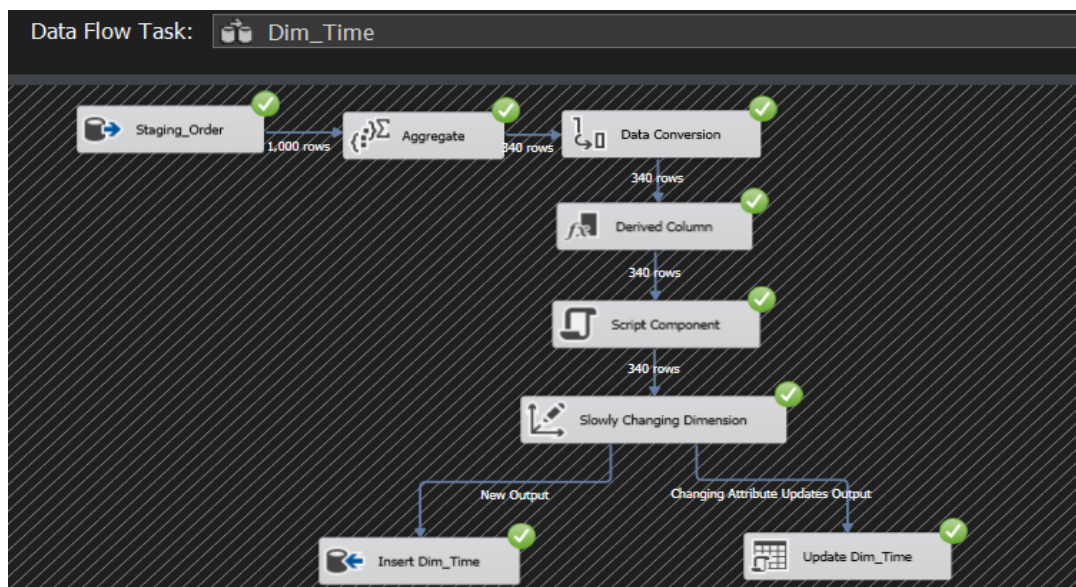 Data Flow Task: Dim_Time
Staging_Order
1,000 rows
Aggregate
340 rows
Data Conversion
340 rows
Derived Column
340 rows
Script Component
340 rows
Slowly Changing Dimension
New Output
Changing Attribute Updates Output
Insert Dim_Time
Update Dim_Time